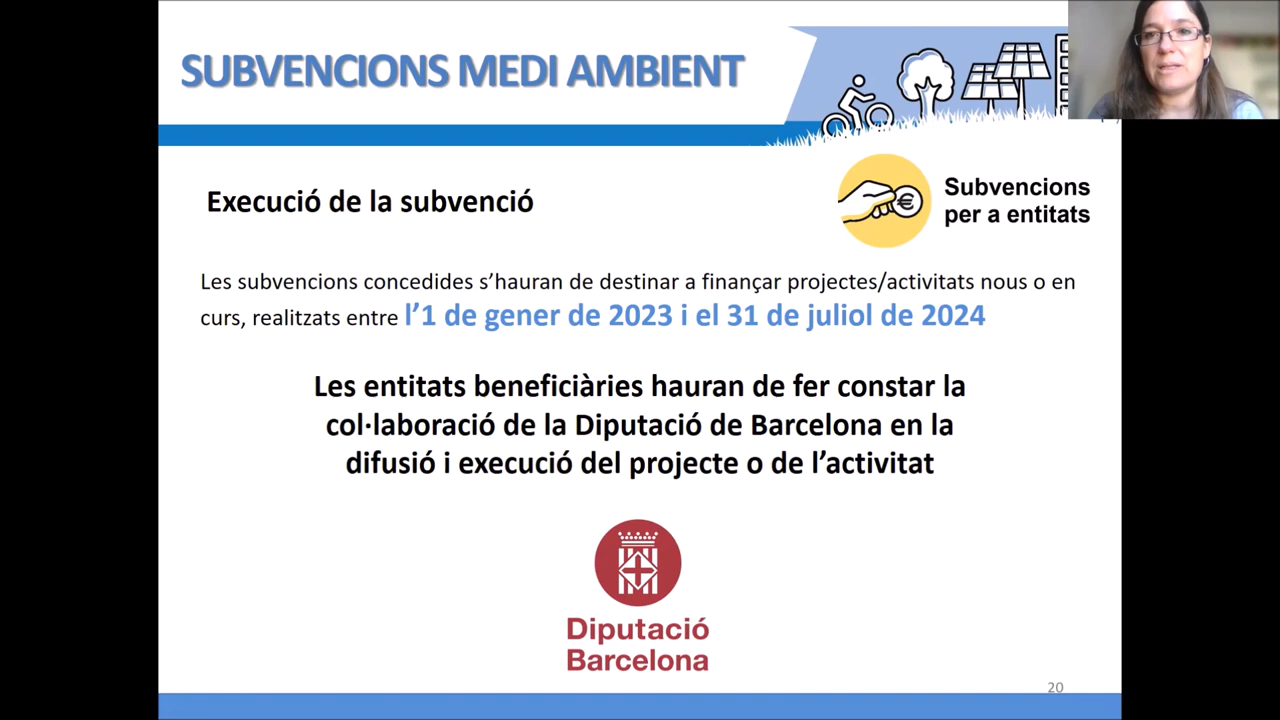 SUBVENCIONS MEDI AMBIENT
Execució de la subvenció
Subvencions
per a entitats
Les subvencions concedides s’hauran de destinar a finançar projectes/activitats nous o en
curs, realitzats entre l’1 de gener de 2023 i el 31 de juliol de 2024
Les entitats beneficiàries hauran de fer constar la
col·laboració de la Diputació de Barcelona en la
difusió i execució del projecte o de l’activitat
Diputació
Barcelona
20